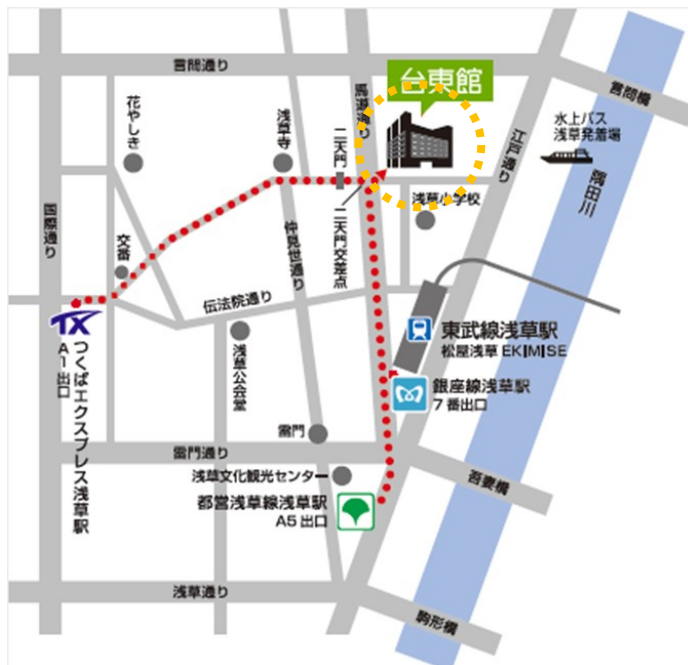 言問通り
台東館
馬道通り
花やしき
浅草寺
二天門
江戸通り
水上バス
浅草発着場
言問橋
隅田川
国際通り
交番
仲見世通り
二天門交差点
浅草小学校
伝法院通り
TX
つくばエクスプレス浅草駅
A1出口
浅草公会堂
東武線浅草駅
松屋浅草 EKIMISE
銀座線浅草駅
7番出口
雷門
雷門通り
浅草文化観光センター
都営浅草線浅草駅
A5出口
吾妻橋
浅草通り
駒形橋